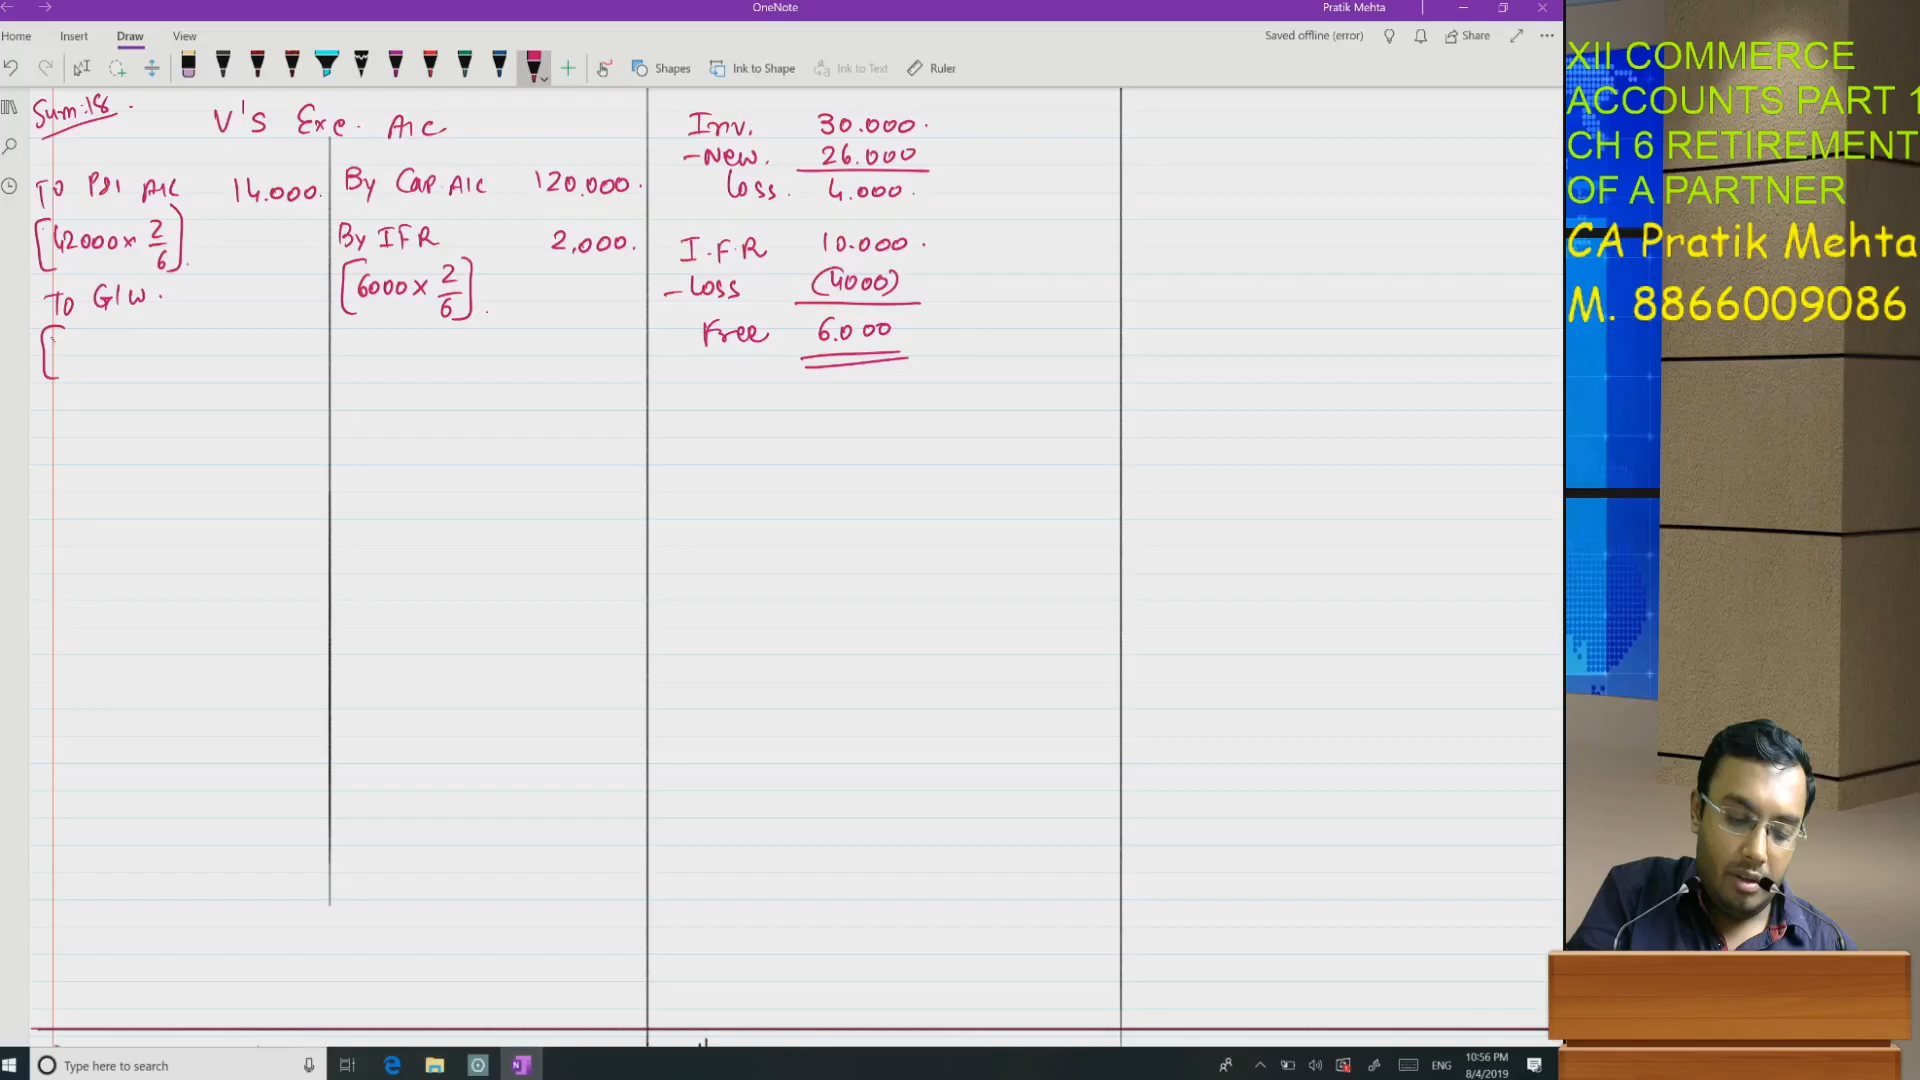 OneNote
Pratik Mehta
Home Insert Draw View
Saved offline (error)
Share
Shapes
Ink to Shape
Ink to Text
Ruler
Sum:18.
V's Exe. A/c
To P&L A/c 14.000.
[42000 × 2/6].
To G/W.
[
By Cap. A/c 120.000.
By IFR 2,000.
[6000 × 2/6].
Inv. 30.000.
- New. 26.000
Loss. 4.000.
I.F.R 10.000.
- Loss (4000)
Free 6.000
XII COMMERCE
ACCOUNTS PART 1
CH 6 RETIREMENT
OF A PARTNER
CA Pratik Mehta
M. 8866009086
Type here to search
ENG
10:56 PM
8/4/2019